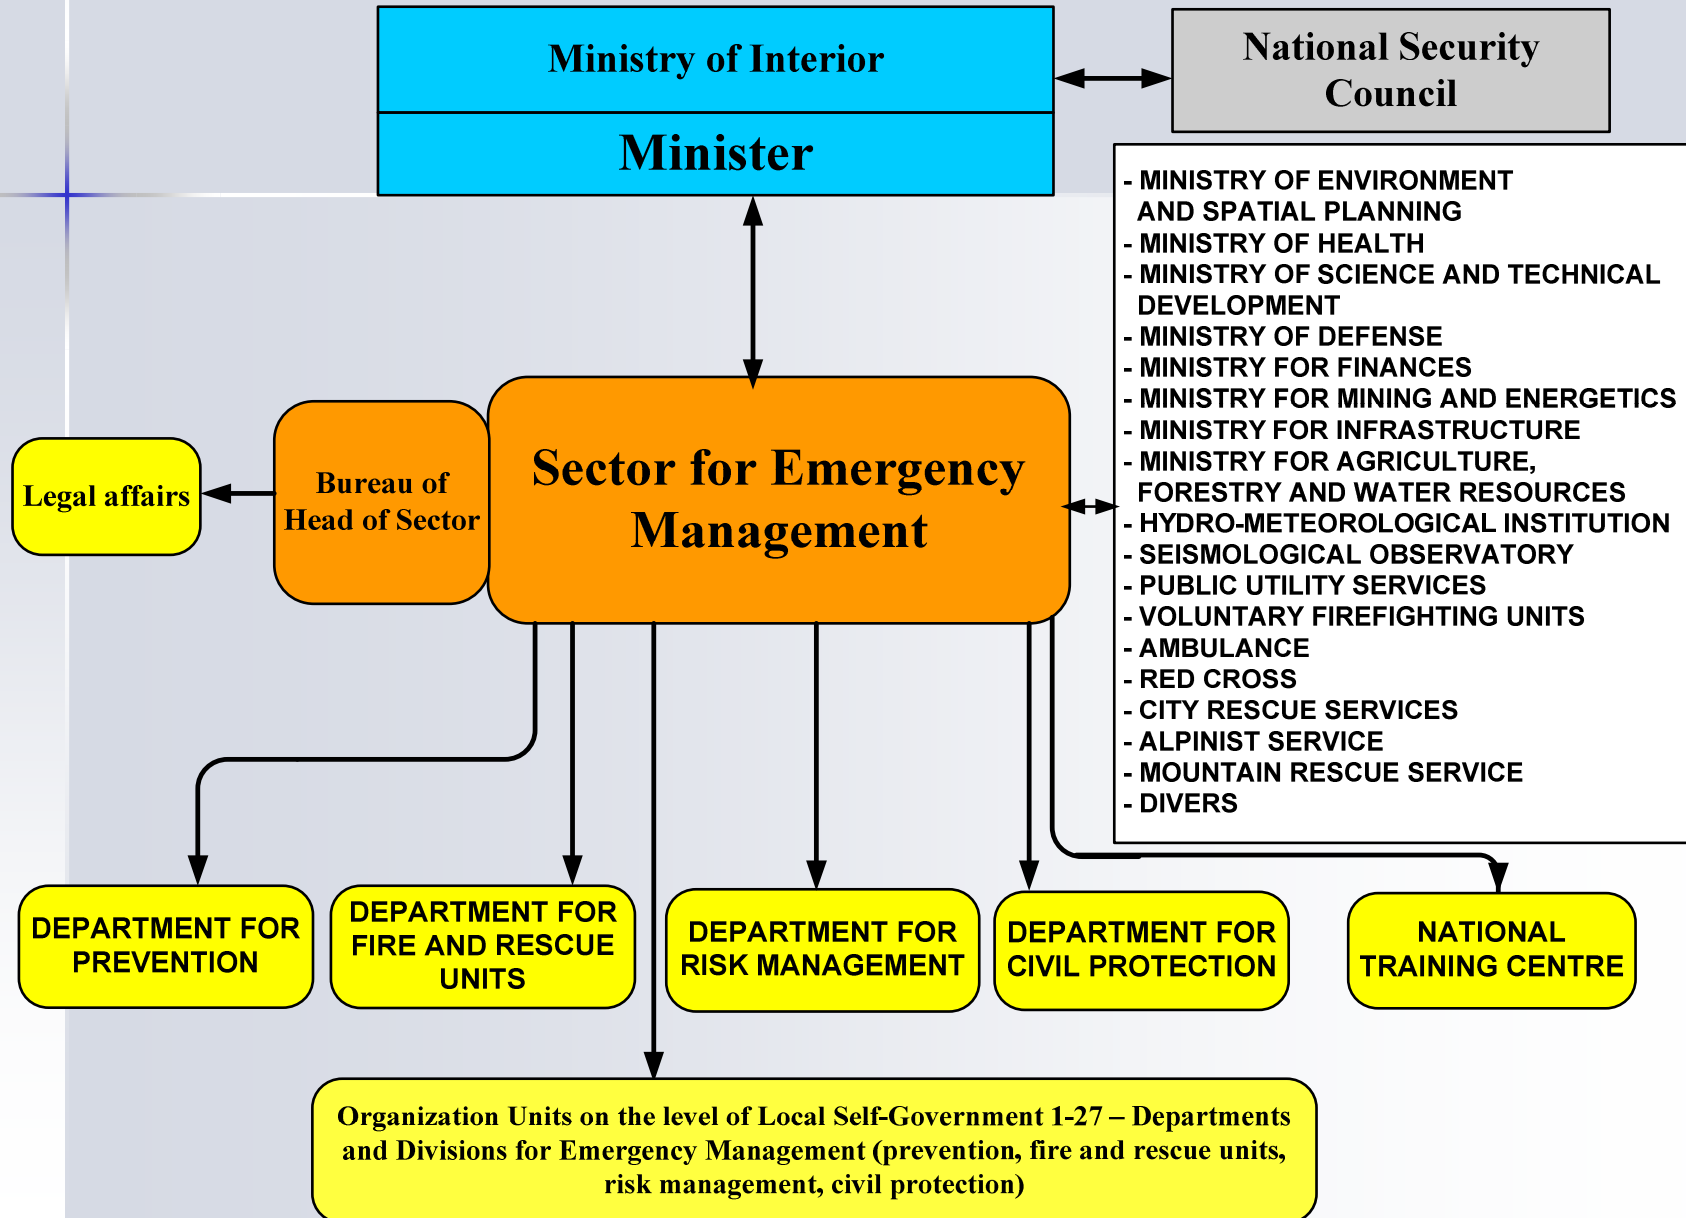 Ministry of Interior
Minister
National Security
Council
- MINISTRY OF ENVIRONMENT
AND SPATIAL PLANNING
- MINISTRY OF HEALTH
- MINISTRY OF SCIENCE AND TECHNICAL
DEVELOPMENT
- MINISTRY OF DEFENSE
- MINISTRY FOR FINANCES
- MINISTRY FOR MINING AND ENERGETICS
- MINISTRY FOR INFRASTRUCTURE
- MINISTRY FOR AGRICULTURE,
FORESTRY AND WATER RESOURCES
- HYDRO-METEOROLOGICAL INSTITUTION
- SEISMOLOGICAL OBSERVATORY
- PUBLIC UTILITY SERVICES
- VOLUNTARY FIREFIGHTING UNITS
- AMBULANCE
- RED CROSS
- CITY RESCUE SERVICES
- ALPINIST SERVICE
- MOUNTAIN RESCUE SERVICE
- DIVERS
Legal affairs
Bureau of
Head of Sector
Sector for Emergency
Management
DEPARTMENT FOR
PREVENTION
DEPARTMENT FOR
FIRE AND RESCUE
UNITS
DEPARTMENT FOR
RISK MANAGEMENT
DEPARTMENT FOR
CIVIL PROTECTION
NATIONAL
TRAINING CENTRE
Organization Units on the level of Local Self-Government 1-27 – Departments
and Divisions for Emergency Management (prevention, fire and rescue units,
risk management, civil protection)